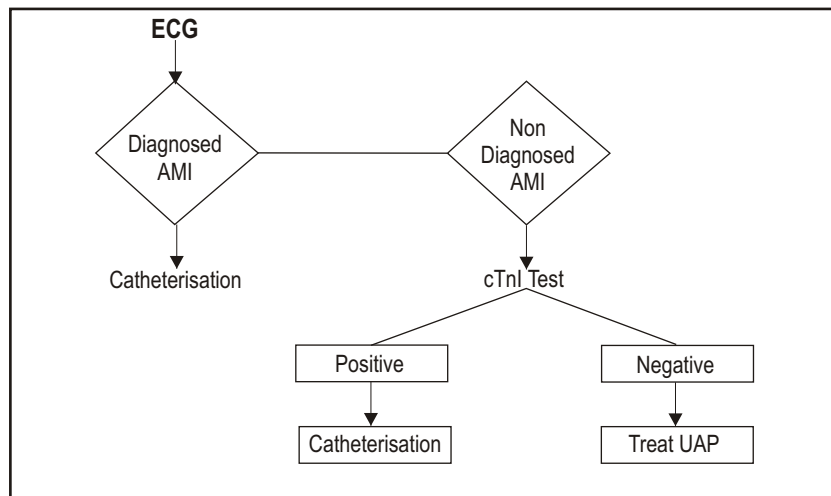 ECG
Diagnosed
AMI
Non
Diagnosed
AMI
Catheterisation
cTnI Test
Positive
Negative
Catheterisation
Treat UAP